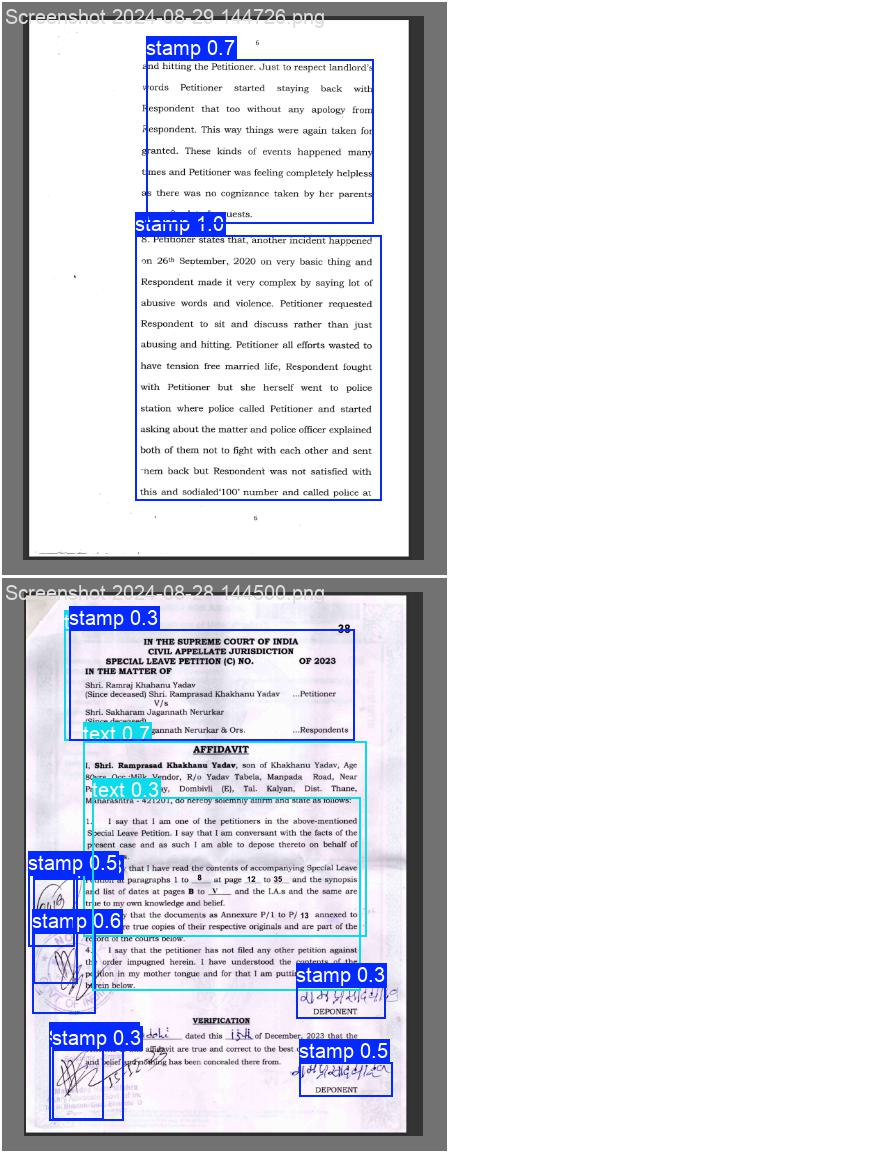 Screenshot 2024-08-29 144726.png
6
stamp 0.7
and hitting the Petitioner. Just to respect landlord's
words Petitioner started staying back with
Respondent that too without any apology from
Respondent. This way things were again taken for
granted. These kinds of events happened many
times and Petitioner was feeling completely helpless
as there was no cognizance taken by her parents
stamp 1.0
8. Petitioner states that, another incident happened
on 26th September, 2020 on very basic thing and
Respondent made it very complex by saying lot of
abusive words and violence. Petitioner requested
Respondent to sit and discuss rather than just
abusing and hitting. Petitioner all efforts wasted to
have tension free married life, Respondent fought
with Petitioner but she herself went to police
station where police called Petitioner and started
asking about the matter and police officer explained
both of them not to fight with each other and sent
them back but Respondent was not satisfied with
this and sodialed'100' number and called police at
6
Screenshot 2024-08-28 144500.png
stamp 0.3
38
IN THE SUPREME COURT OF INDIA
CIVIL APPELLATE JURISDICTION
SPECIAL LEAVE PETITION (C) NO. OF 2023
IN THE MATTER OF
Shri. Ramraj Khahanu Yadav
(Since deceased) Shri. Ramprasad Khakhanu Yadav ...Petitioner
V/s
Shri. Sakharam Jagannath Nerurkar
(Since deceased)
text 0.7
gannath Nerurkar & Ors. ...Respondents
AFFIDAVIT
I, Shri. Ramprasad Khakhanu Yadav, son of Khakhanu Yadav, Age
80yrs Occ:Milk Vendor, R/o Yadav Tabela, Manpada Road, Near
text 0.3
Dombivli (E), Tal. Kalyan, Dist. Thane,
Maharashtra - 421201, do hereby solemnly affirm and state as follows:
1. I say that I am one of the petitioners in the above-mentioned
Special Leave Petition. I say that I am conversant with the facts of the
present case and as such I am able to depose thereto on behalf of
stamp 0.5
that I have read the contents of accompanying Special Leave
Petition at paragraphs 1 to 8 at page 12 to 35 and the synopsis
and list of dates at pages B to V and the I.A.s and the same are
true to my own knowledge and belief.
stamp 0.6
that the documents as Annexure P/1 to P/ 13 annexed to
are true copies of their respective originals and are part of the
record of the courts below.
4. I say that the petitioner has not filed any other petition against
the order impugned herein. I have understood the contents of the
petition in my mother tongue and for that I am
herein below.
stamp 0.3
DEPONENT
VERIFICATION
stamp 0.3
dated this 15th of December, 2023 that the
affidavit are true and correct to the best
stamp 0.5
and belief and nothing has been concealed there from.
DEPONENT